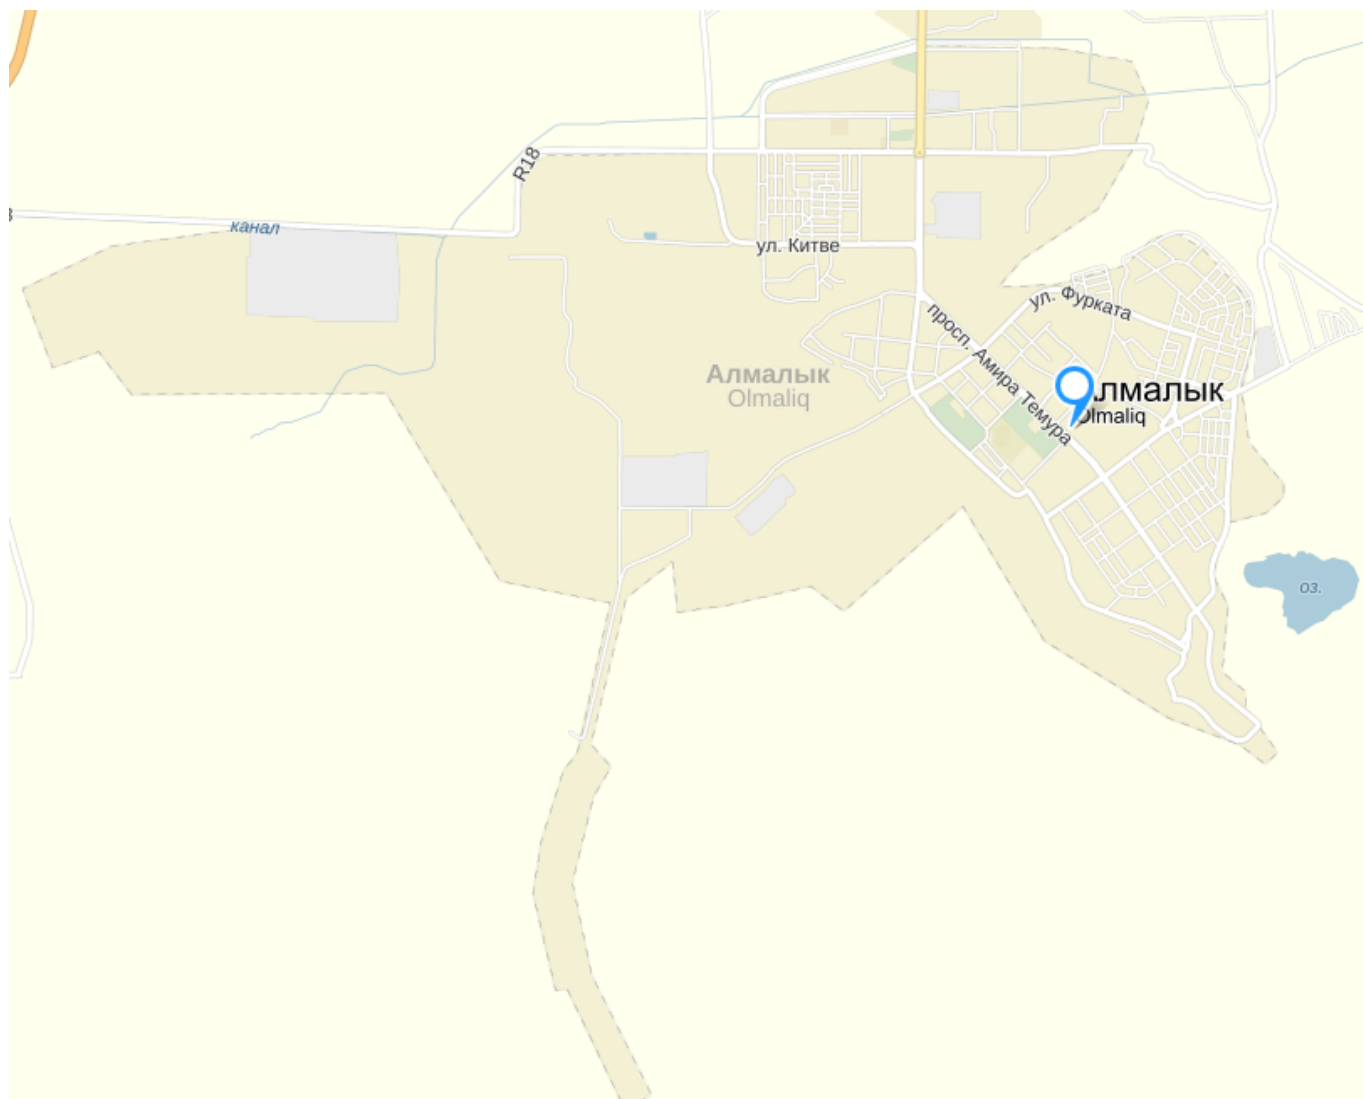 R18
канал
ул. Китве
ул. Фурката
просп. Амира Темура
Алмалык
Olmaliq
лмалык
Olmaliq
оз.